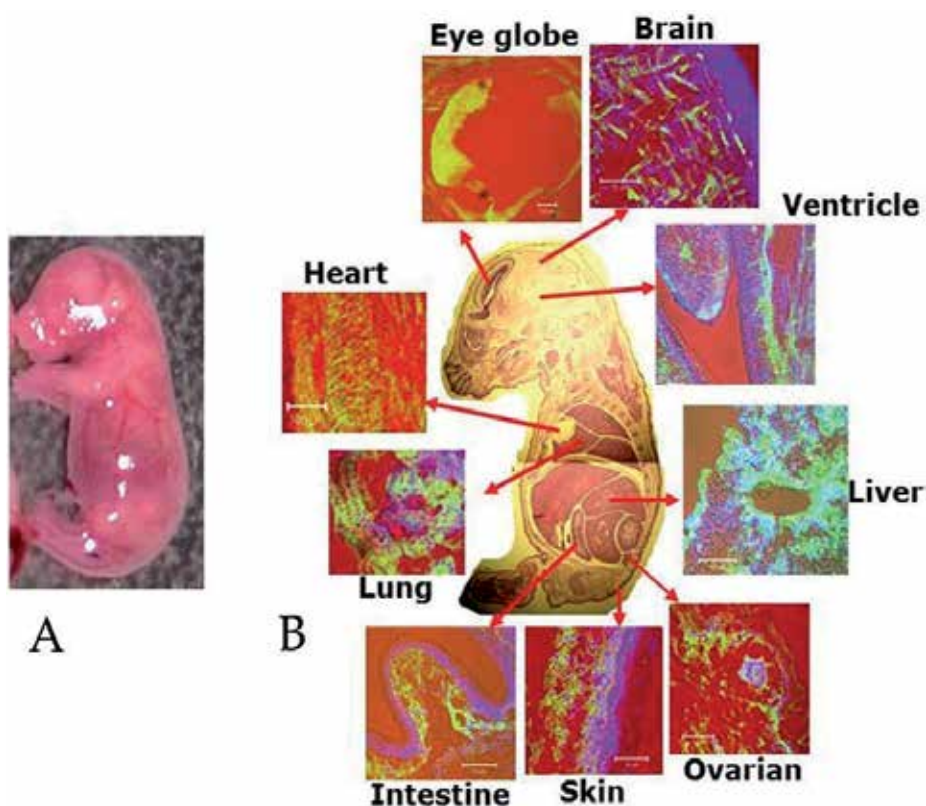 Eye globe
Brain
Ventricle
Heart
Liver
Lung
A
B
Intestine
Skin
Ovarian